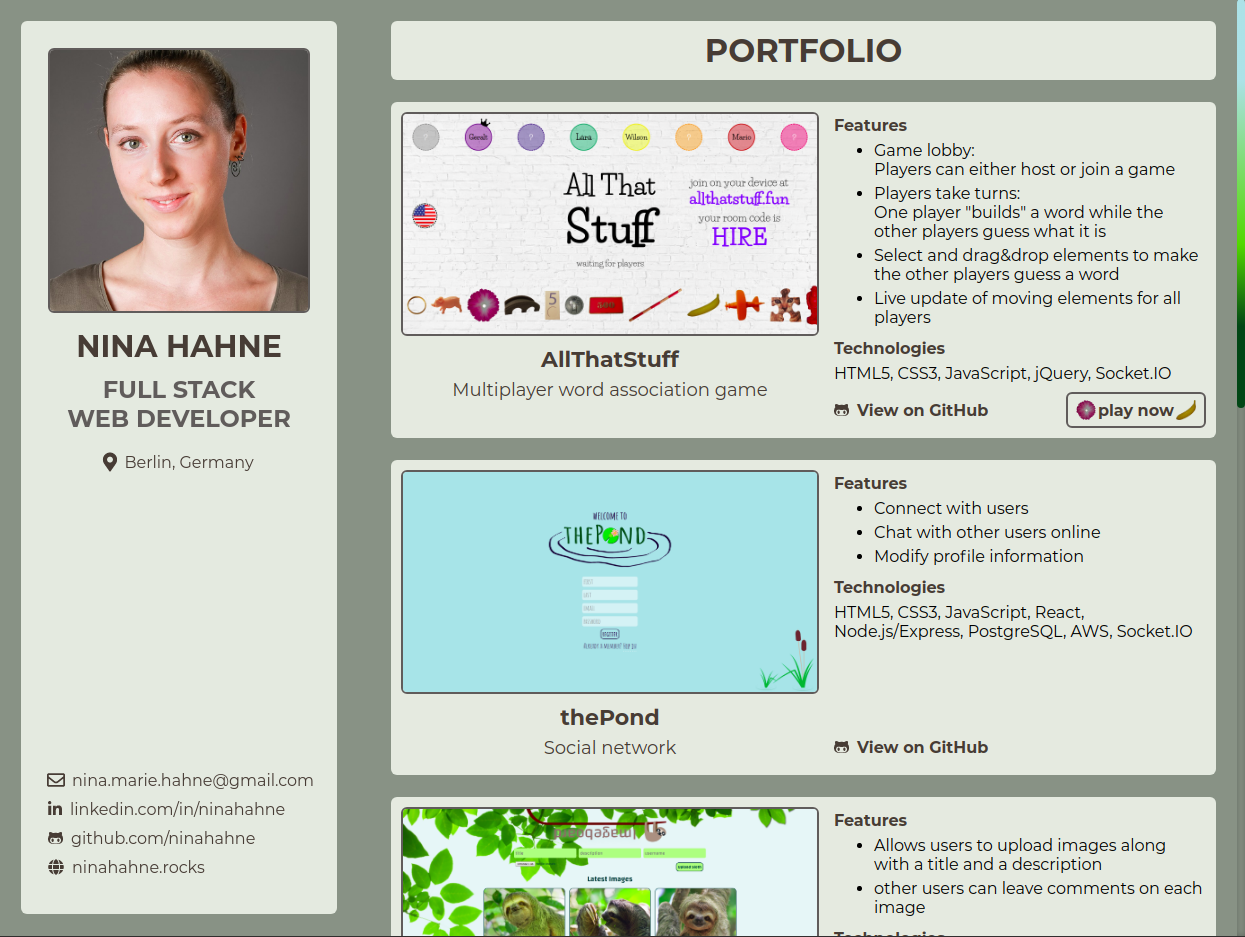 NINA HAHNE
FULL STACK
WEB DEVELOPER
Berlin, Germany
nina.marie.hahne@gmail.com
linkedin.com/in/ninahahne
github.com/ninahahne
ninahahne.rocks
PORTFOLIO
?
Geralt
?
Lara
Wilson
?
Mario
?
All That
Stuff
join on your device at
allthatstuff.fun
your room code is
HIRE
waiting for players
5
AllThatStuff
Multiplayer word association game
Features
Game lobby:
Players can either host or join a game
Players take turns:
One player "builds" a word while the
other players guess what it is
Select and drag&drop elements to make
the other players guess a word
Live update of moving elements for all
players
Technologies
HTML5, CSS3, JavaScript, jQuery, Socket.IO
View on GitHub
play now
WELCOME TO
THEPOND
thePond
Social network
Features
Connect with users
Chat with other users online
Modify profile information
Technologies
HTML5, CSS3, JavaScript, React,
Node.js/Express, PostgreSQL, AWS, Socket.IO
View on GitHub
Imageboard
Latest Images
Features
Allows users to upload images along
with a title and a description
other users can leave comments on each
image
Technologies